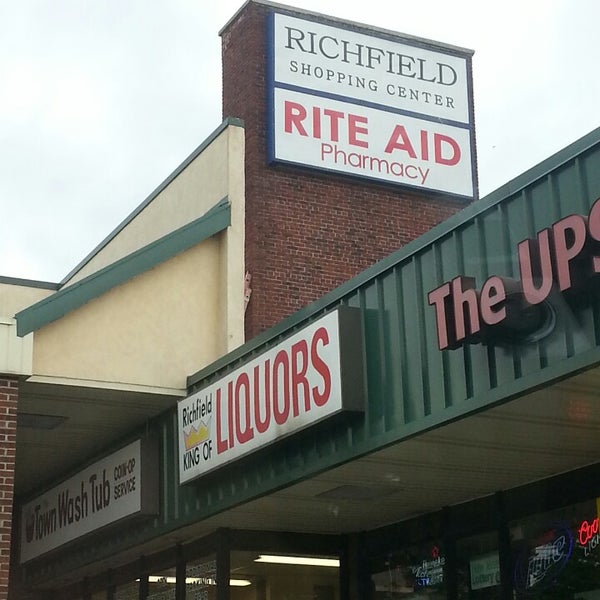 RICHFIELD
SHOPPING CENTER
RITE AID
Pharmacy
The UPS
Richfield
KING OF
LIQUORS
Town Wash Tub
COIN-OP
SERVICE